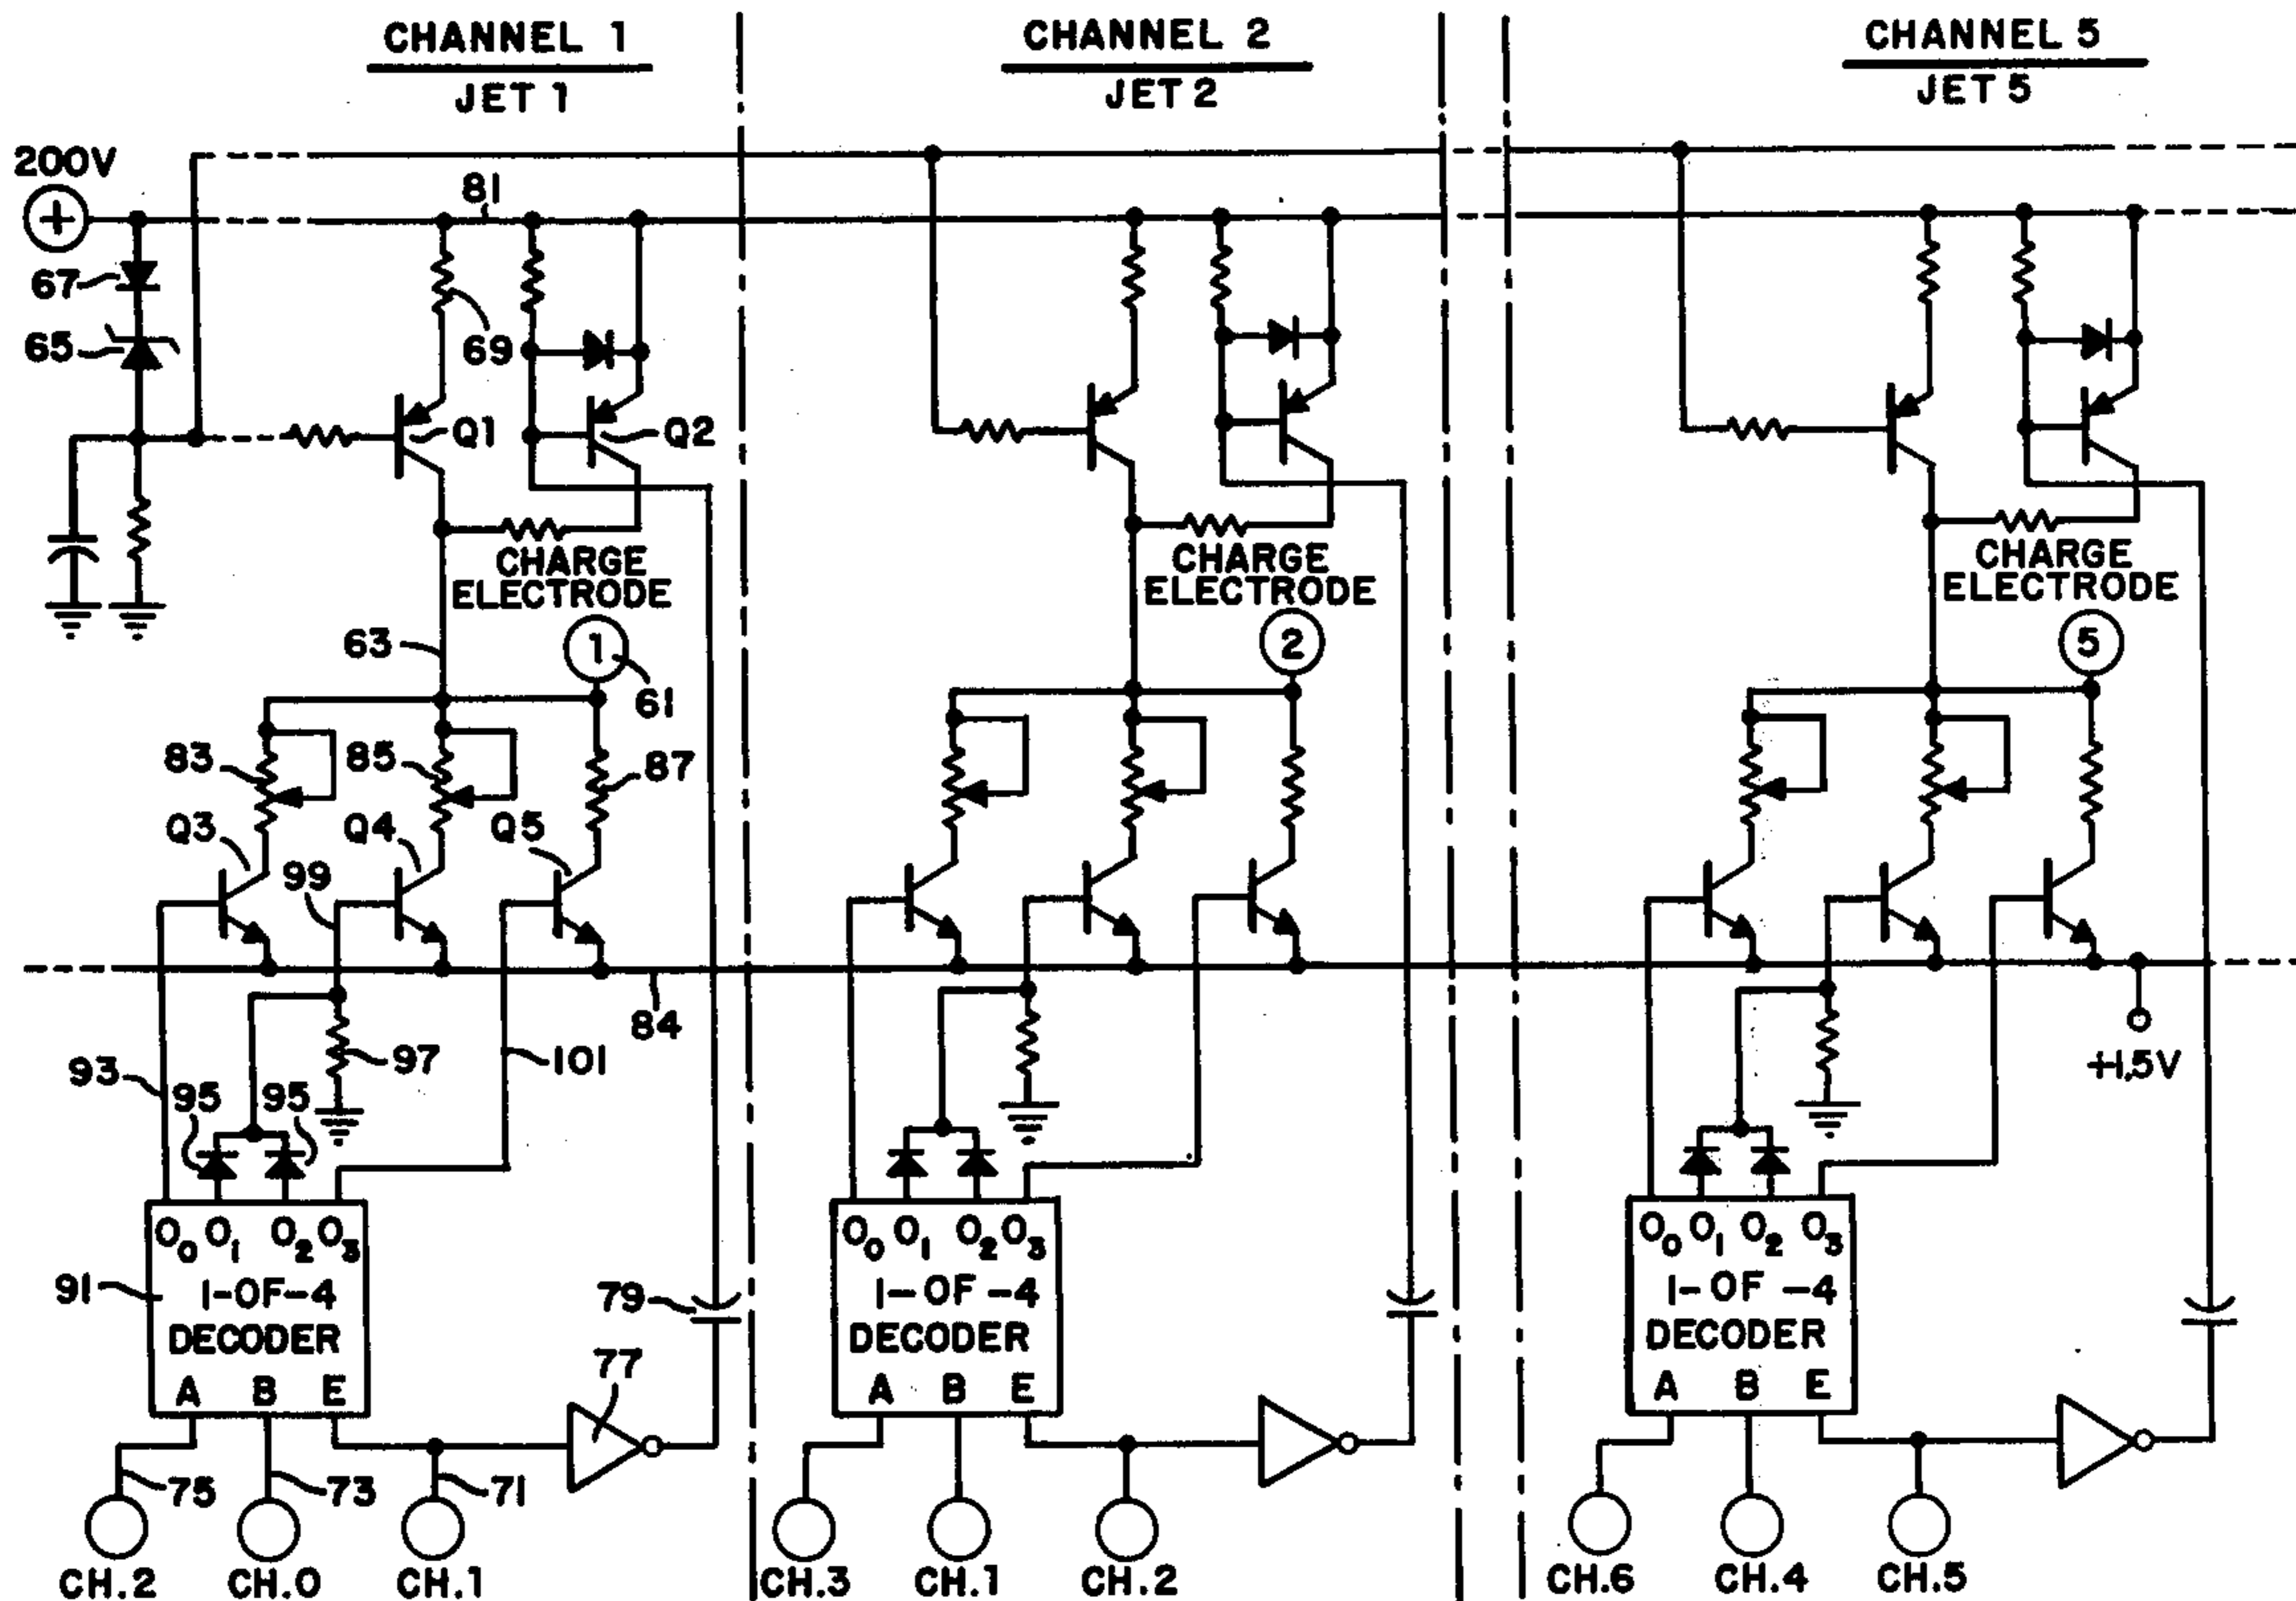 CHANNEL 1
JET 1
CHANNEL 2
JET 2
CHANNEL 5
JET 5
200V
+
81
67
65
69
Q1
Q2
CHARGE
ELECTRODE
1
63
61
CHARGE
ELECTRODE
2
CHARGE
ELECTRODE
5
83
85
87
Q3
Q4
Q5
99
84
93
95
95
97
101
+1.5V
O0 O1 O2 O3
1-OF-4
DECODER
A B E
91
79
77
O0 O1 O2 O3
1-OF-4
DECODER
A B E
O0 O1 O2 O3
1-OF-4
DECODER
A B E
75
73
71
CH.2
CH.0
CH.1
CH.3
CH.1
CH.2
CH.6
CH.4
CH.5